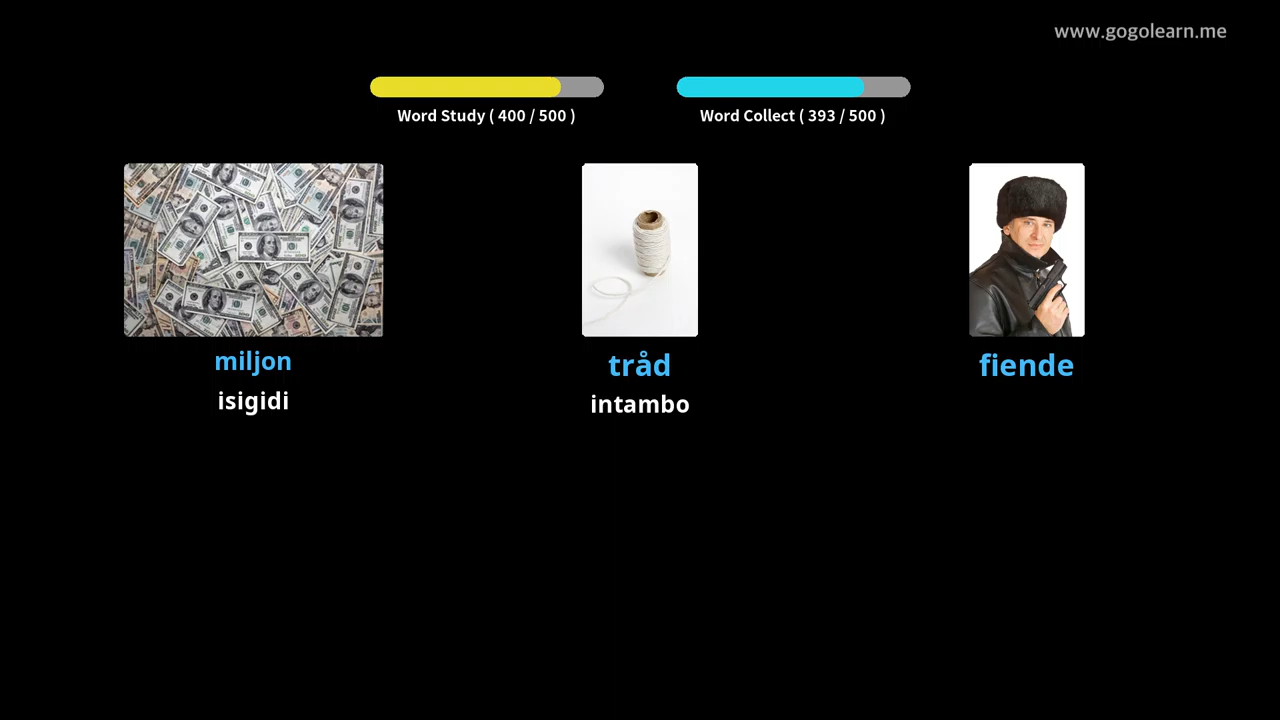 www.gogolearn.me
Word Study ( 400 / 500 )
Word Collect ( 393 / 500 )
miljon
isigidi
tråd
intambo
fiende